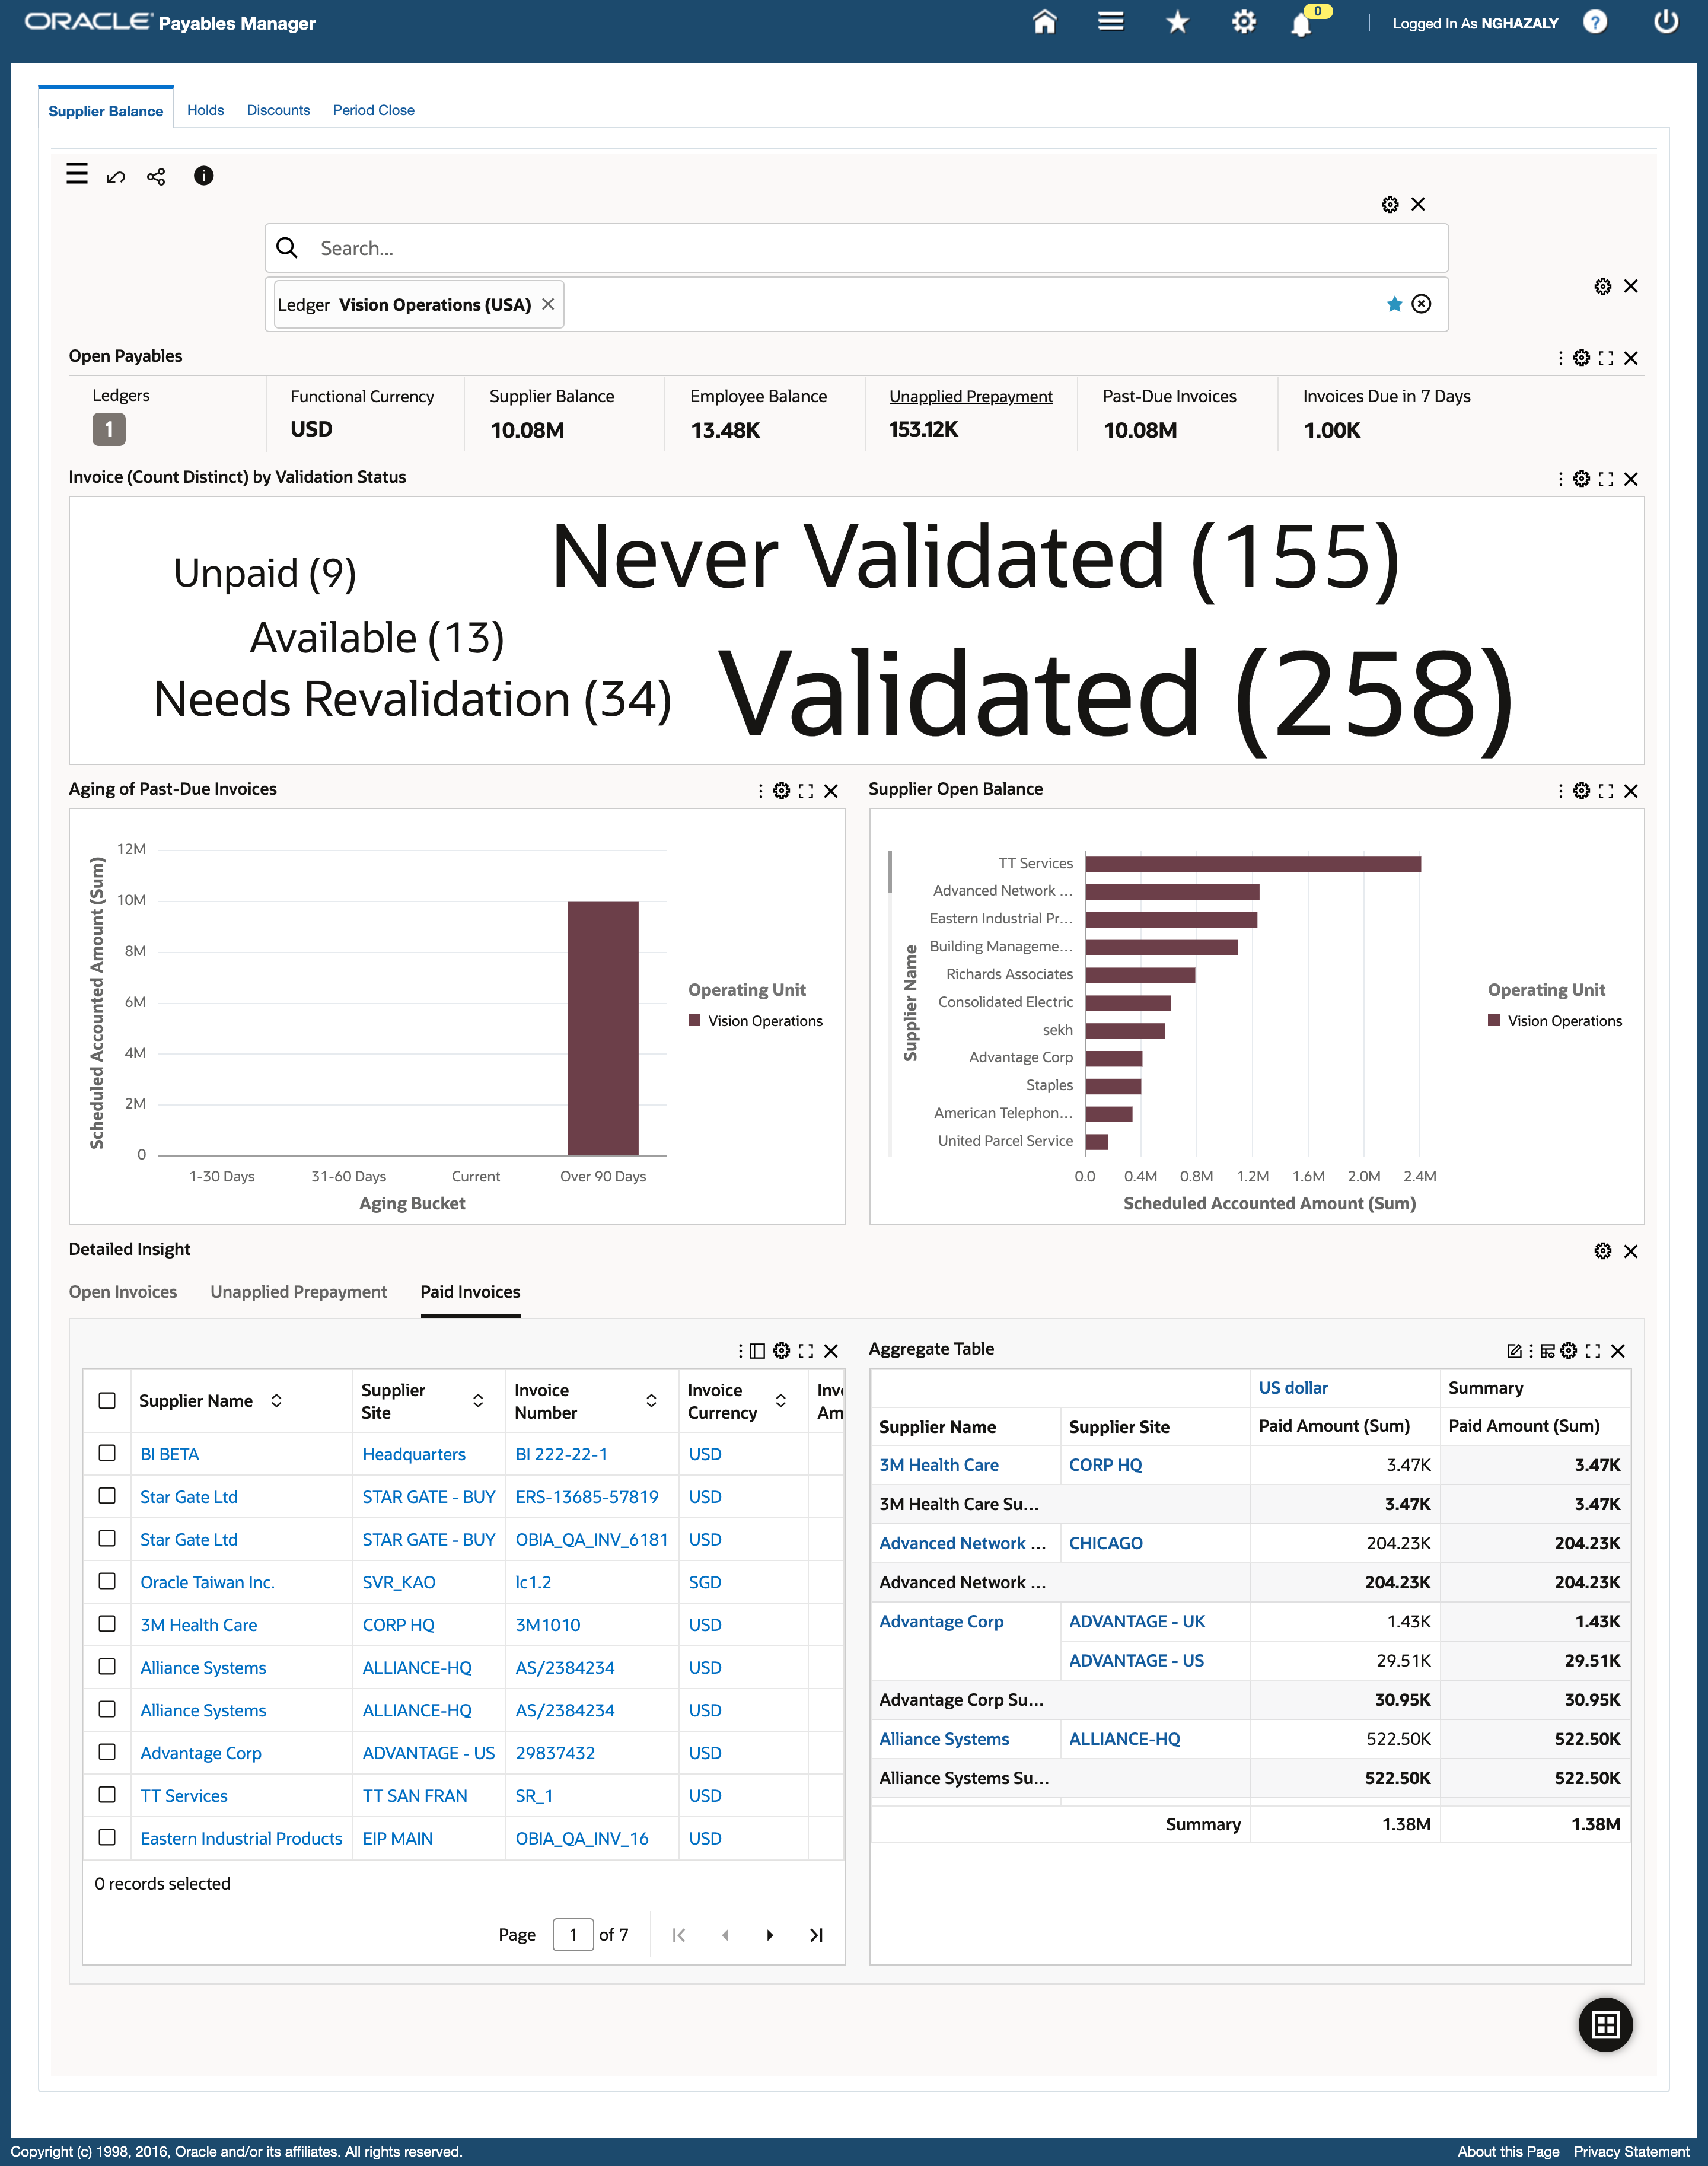 ORACLE Payables Manager
0
Logged In As NGHAZALY
?
Supplier Balance Holds Discounts Period Close
Search...
Ledger Vision Operations (USA)
Open Payables
Ledgers Functional Currency Supplier Balance Employee Balance Unapplied Prepayment Past-Due Invoices Invoices Due in 7 Days
1 USD 10.08M 13.48K 153.12K 10.08M 1.00K
Invoice (Count Distinct) by Validation Status
Unpaid (9)
Never Validated (155)
Available (13)
Needs Revalidation (34)
Validated (258)
Aging of Past-Due Invoices
Scheduled Accounted Amount (Sum)
12M
10M
8M
6M
4M
2M
0
1-30 Days 31-60 Days Current Over 90 Days
Aging Bucket
Operating Unit
Vision Operations
Supplier Open Balance
Supplier Name
TT Services
Advanced Network ...
Eastern Industrial Pr...
Building Manageme...
Richards Associates
Consolidated Electric
sekh
Advantage Corp
Staples
American Telephon...
United Parcel Service
0.0 0.4M 0.8M 1.2M 1.6M 2.0M 2.4M
Scheduled Accounted Amount (Sum)
Operating Unit
Vision Operations
Detailed Insight
Open Invoices Unapplied Prepayment Paid Invoices
Supplier Name Supplier Site Invoice Number Invoice Currency Inv Am
BI BETA Headquarters BI 222-22-1 USD
Star Gate Ltd STAR GATE - BUY ERS-13685-57819 USD
Star Gate Ltd STAR GATE - BUY OBIA_QA_INV_6181 USD
Oracle Taiwan Inc. SVR_KAO lc1.2 SGD
3M Health Care CORP HQ 3M1010 USD
Alliance Systems ALLIANCE-HQ AS/2384234 USD
Alliance Systems ALLIANCE-HQ AS/2384234 USD
Advantage Corp ADVANTAGE - US 29837432 USD
TT Services TT SAN FRAN SR_1 USD
Eastern Industrial Products EIP MAIN OBIA_QA_INV_16 USD
0 records selected
Page 1 of 7
Aggregate Table
US dollar Summary
Supplier Name Supplier Site Paid Amount (Sum) Paid Amount (Sum)
3M Health Care CORP HQ 3.47K 3.47K
3M Health Care Su... 3.47K 3.47K
Advanced Network ... CHICAGO 204.23K 204.23K
Advanced Network ... 204.23K 204.23K
Advantage Corp ADVANTAGE - UK 1.43K 1.43K
ADVANTAGE - US 29.51K 29.51K
Advantage Corp Su... 30.95K 30.95K
Alliance Systems ALLIANCE-HQ 522.50K 522.50K
Alliance Systems Su... 522.50K 522.50K
Summary 1.38M 1.38M
Copyright (c) 1998, 2016, Oracle and/or its affiliates. All rights reserved.
About this Page Privacy Statement